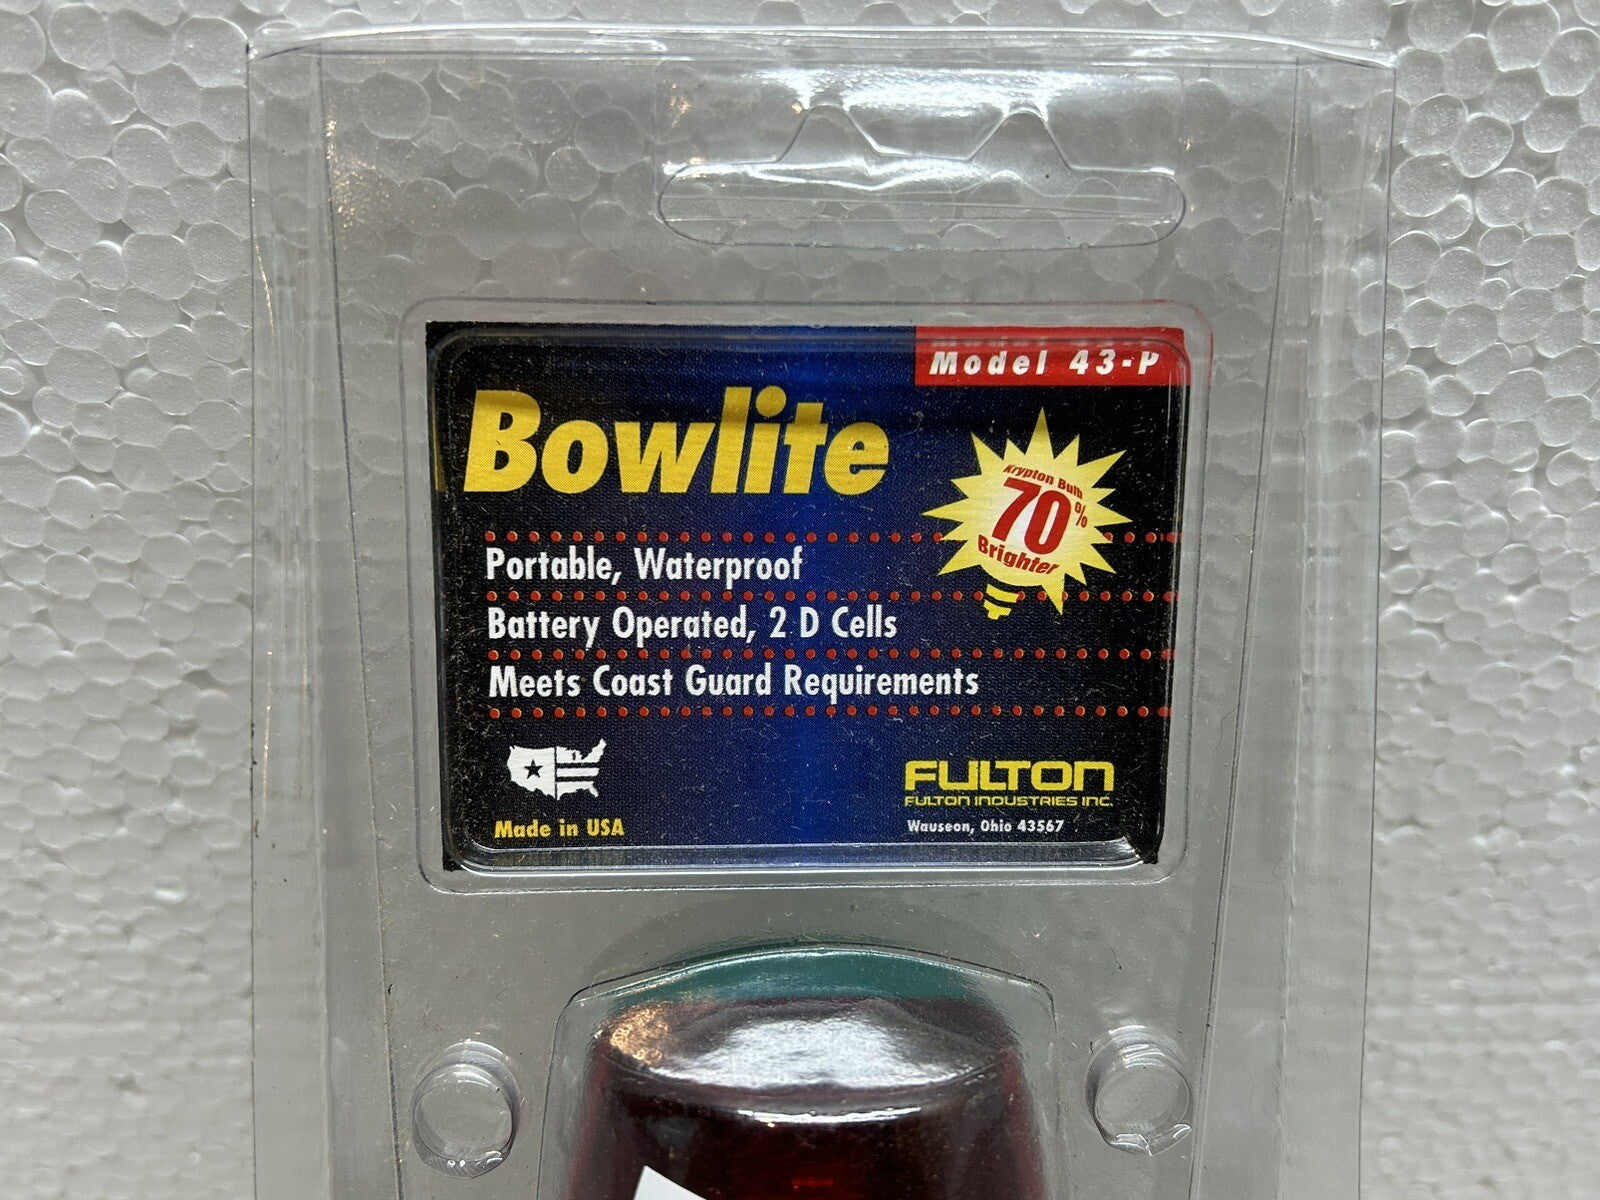 Model 43-P
Bowlite
Krypton Bulb
70%
Brighter
Portable, Waterproof
Battery Operated, 2 D Cells
Meets Coast Guard Requirements
Made in USA
FULTON
FULTON INDUSTRIES INC.
Wauseon, Ohio 43567